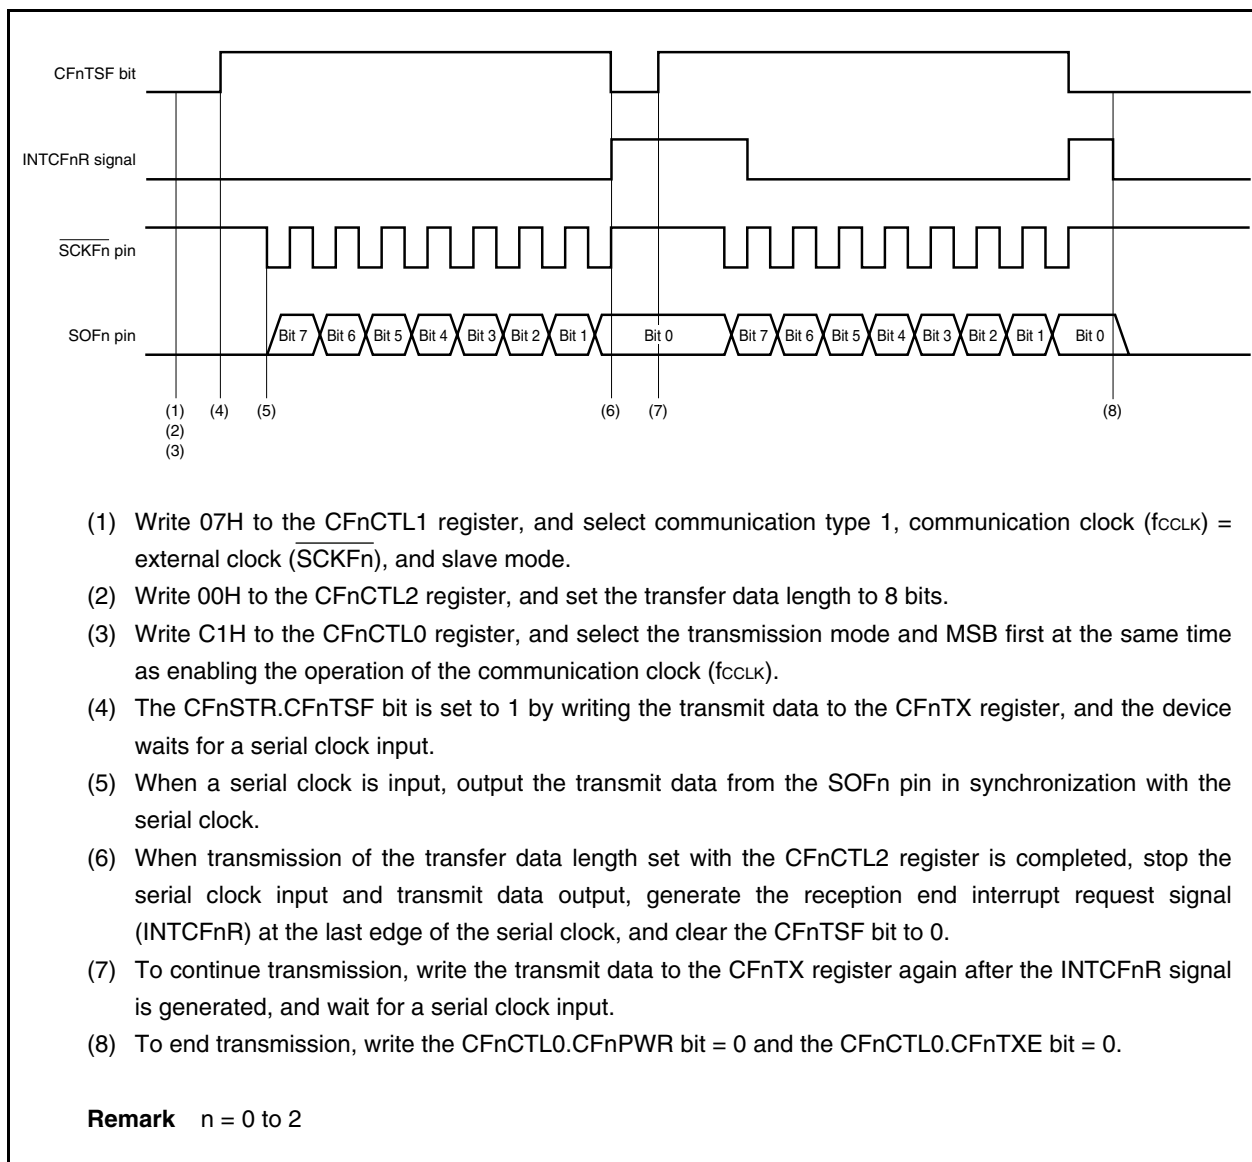 CFnTSF bit
INTCFnR signal
SCKFn pin
SOFn pin
Bit 7 Bit 6 Bit 5 Bit 4 Bit 3 Bit 2 Bit 1 Bit 0 Bit 7 Bit 6 Bit 5 Bit 4 Bit 3 Bit 2 Bit 1 Bit 0
(1) (4) (5) (6) (7) (8)
(2)
(3)
(1) Write 07H to the CFnCTL1 register, and select communication type 1, communication clock (fCCLK) =
external clock (SCKFn), and slave mode.
(2) Write 00H to the CFnCTL2 register, and set the transfer data length to 8 bits.
(3) Write C1H to the CFnCTL0 register, and select the transmission mode and MSB first at the same time
as enabling the operation of the communication clock (fCCLK).
(4) The CFnSTR.CFnTSF bit is set to 1 by writing the transmit data to the CFnTX register, and the device
waits for a serial clock input.
(5) When a serial clock is input, output the transmit data from the SOFn pin in synchronization with the
serial clock.
(6) When transmission of the transfer data length set with the CFnCTL2 register is completed, stop the
serial clock input and transmit data output, generate the reception end interrupt request signal
(INTCFnR) at the last edge of the serial clock, and clear the CFnTSF bit to 0.
(7) To continue transmission, write the transmit data to the CFnTX register again after the INTCFnR signal
is generated, and wait for a serial clock input.
(8) To end transmission, write the CFnCTL0.CFnPWR bit = 0 and the CFnCTL0.CFnTXE bit = 0.
Remark n = 0 to 2